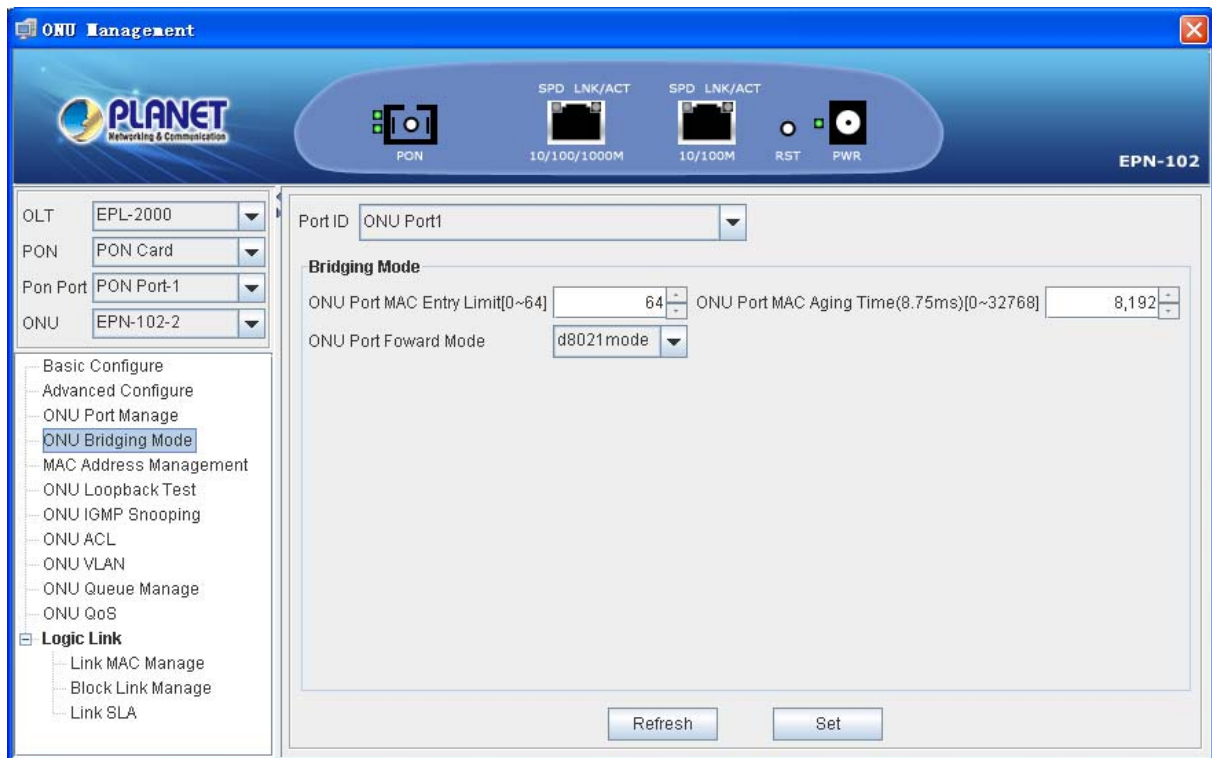 ONU Management
PLANET
Networking & Communication
SPD LNK/ACT SPD LNK/ACT
PON 10/100/1000M 10/100M RST PWR
EPN-102
OLT EPL-2000
PON PON Card
Pon Port PON Port-1
ONU EPN-102-2
Basic Configure
Advanced Configure
ONU Port Manage
ONU Bridging Mode
MAC Address Management
ONU Loopback Test
ONU IGMP Snooping
ONU ACL
ONU VLAN
ONU Queue Manage
ONU QoS
Logic Link
Link MAC Manage
Block Link Manage
Link SLA
Port ID ONU Port1
Bridging Mode
ONU Port MAC Entry Limit[0~64] 64 ONU Port MAC Aging Time(8.75ms)[0~32768] 8,192
ONU Port Foward Mode d8021mode
Refresh Set